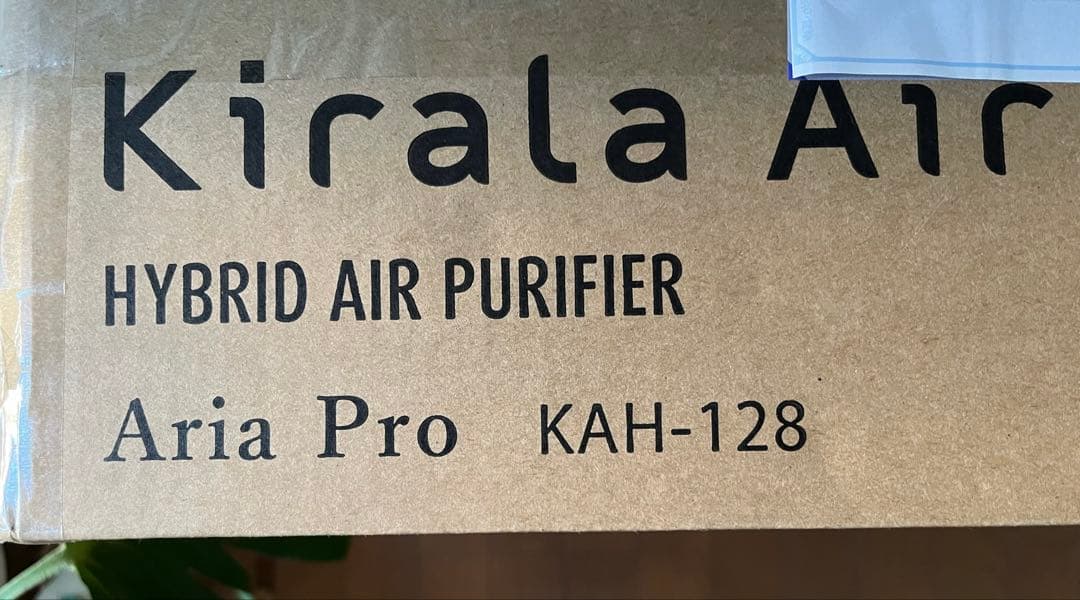 Kirala Air
HYBRID AIR PURIFIER
Aria Pro KAH-128